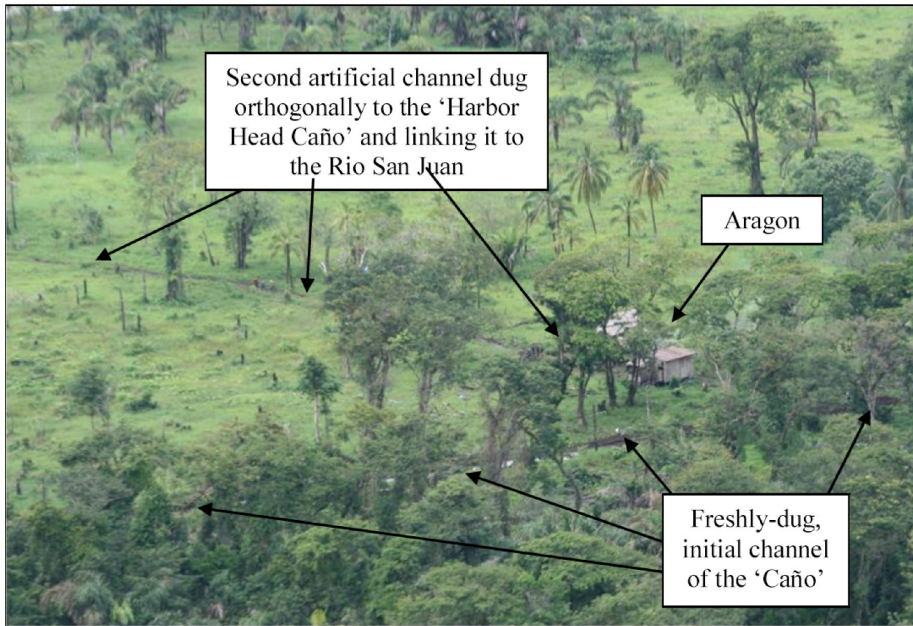 Second artificial channel dug
orthogonally to the ‘Harbor
Head Caño’ and linking it to
the Rio San Juan
Aragon
Freshly-dug,
initial channel
of the ‘Caño’